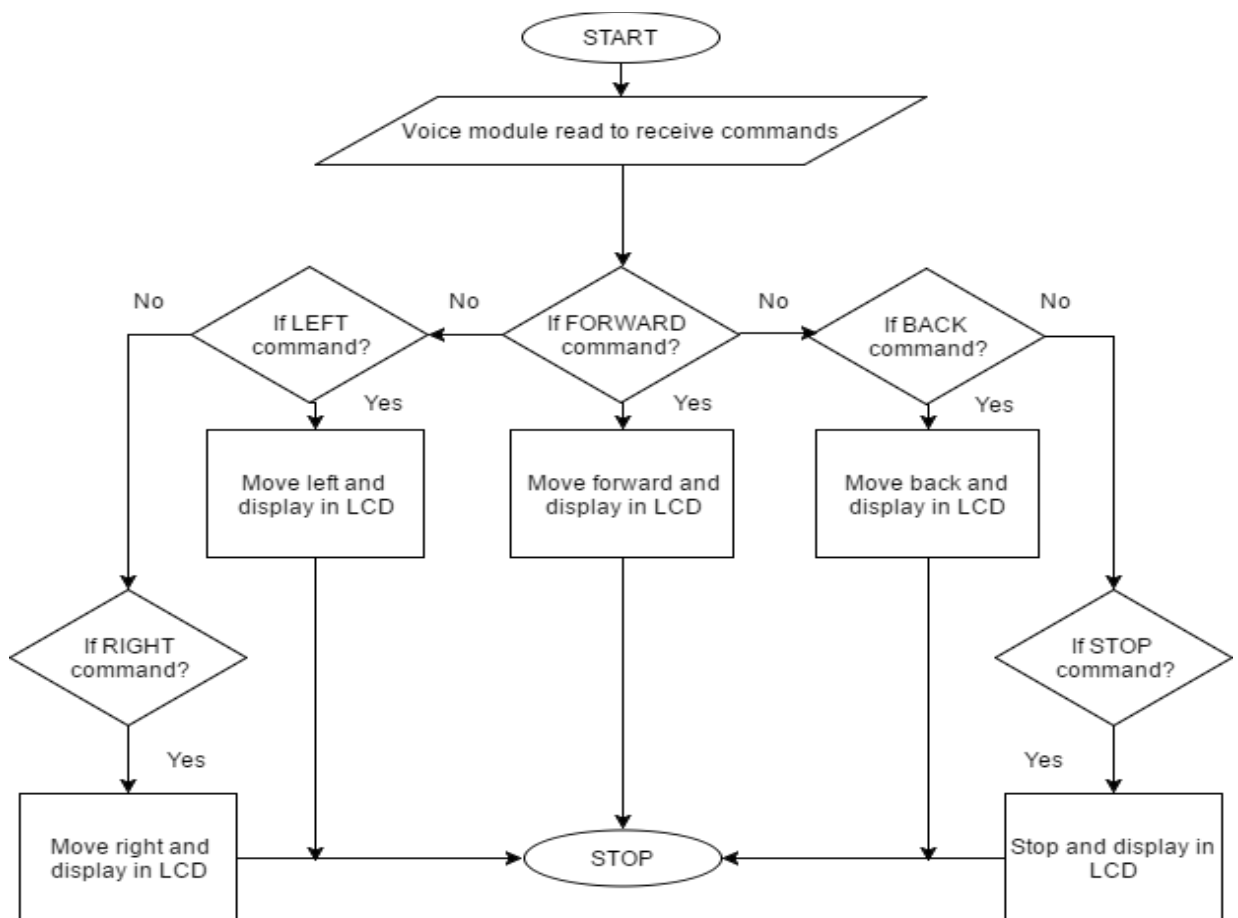 START
Voice module read to receive commands
No
If LEFT
command?
No
If FORWARD
command?
No
If BACK
command?
No
Yes
Yes
Yes
Move left and
display in LCD
Move forward and
display in LCD
Move back and
display in LCD
If RIGHT
command?
If STOP
command?
Yes
Yes
Move right and
display in LCD
STOP
Stop and display in
LCD